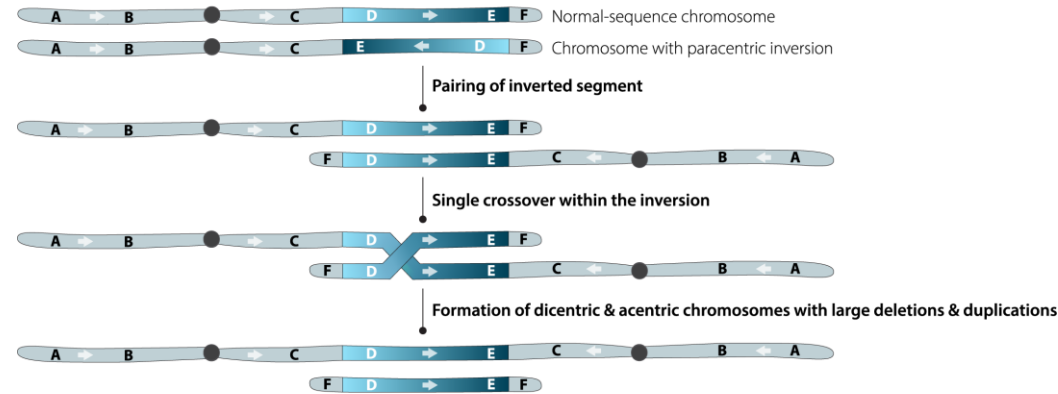 A B C D E F Normal-sequence chromosome
A B C E D F Chromosome with paracentric inversion
Pairing of inverted segment
A B C D E F
F D E C B A
Single crossover within the inversion
A B C D E F
F D E C B A
Formation of dicentric & acentric chromosomes with large deletions & duplications
A B C D E C B A
F D E F